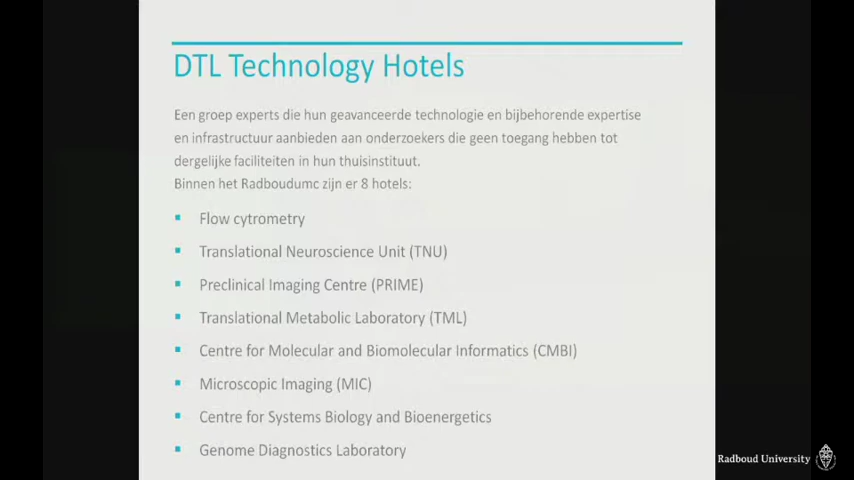 DTL Technology Hotels
Een groep experts die hun geavanceerde technologie en bijbehorende expertise
en infrastructuur aanbieden aan onderzoekers die geen toegang hebben tot
dergelijke faciliteiten in hun thuisinstituut.
Binnen het Radboudumc zijn er 8 hotels:
Flow cytrometry
Translational Neuroscience Unit (TNU)
Preclinical Imaging Centre (PRIME)
Translational Metabolic Laboratory (TML)
Centre for Molecular and Biomolecular Informatics (CMBI)
Microscopic Imaging (MIC)
Centre for Systems Biology and Bioenergetics
Genome Diagnostics Laboratory
Radboud University